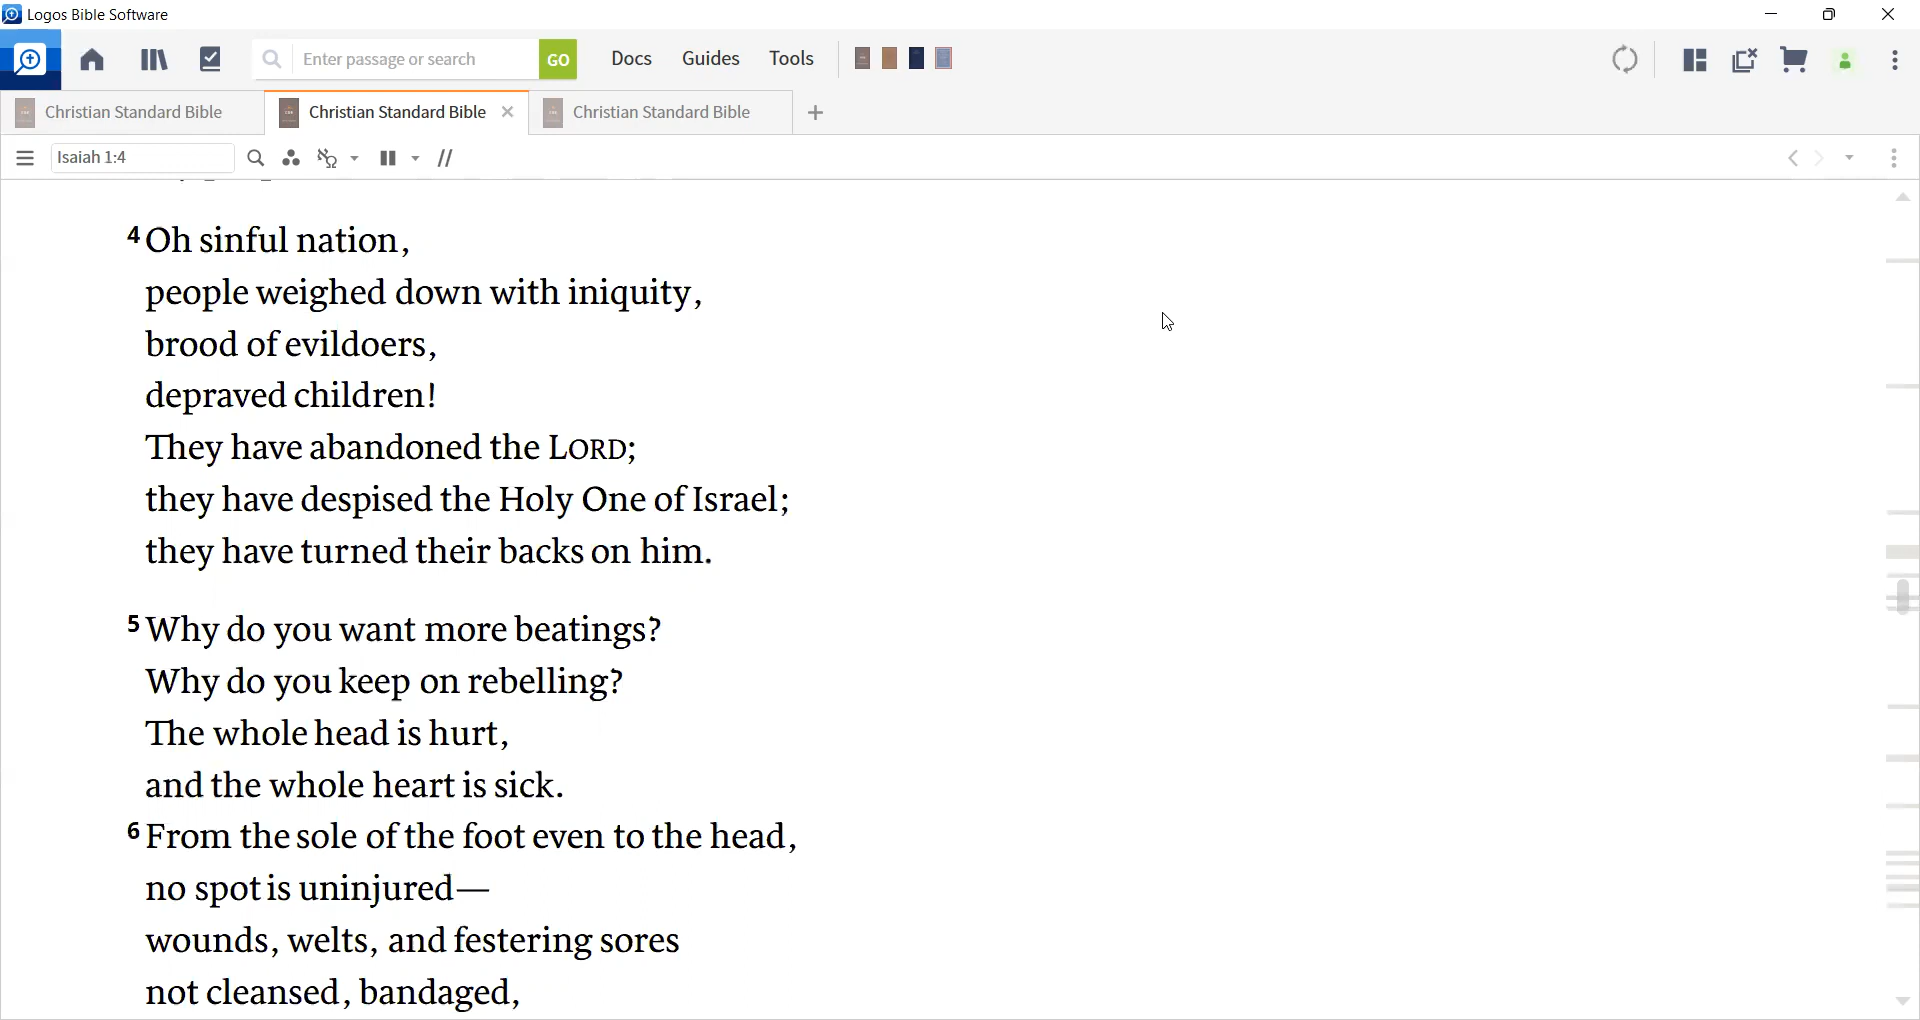 Logos Bible Software
Enter passage or search GO Docs Guides Tools
Christian Standard Bible Christian Standard Bible Christian Standard Bible
Isaiah 1:4
4 Oh sinful nation,
people weighed down with iniquity,
brood of evildoers,
depraved children!
They have abandoned the LORD;
they have despised the Holy One of Israel;
they have turned their backs on him.
5 Why do you want more beatings?
Why do you keep on rebelling?
The whole head is hurt,
and the whole heart is sick.
6 From the sole of the foot even to the head,
no spot is uninjured—
wounds, welts, and festering sores
not cleansed, bandaged,